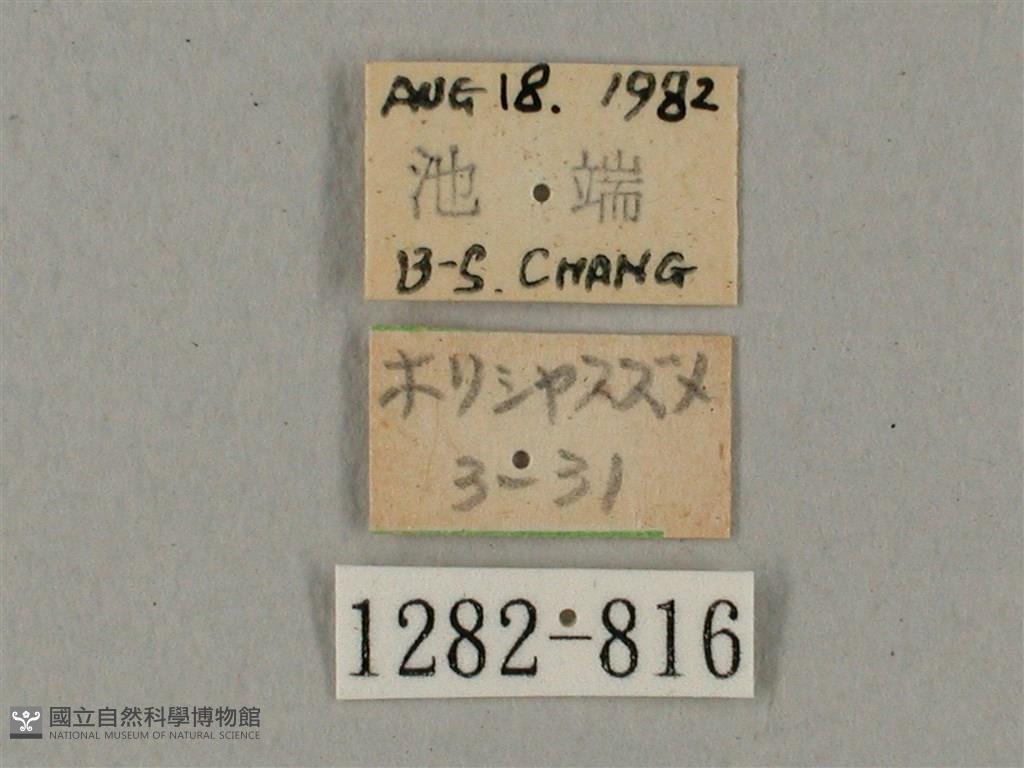 AUG 18. 1982
池 端
B-S. CHANG
ホリシャスズメ
3-31
1282-816
國立自然科學博物館
NATIONAL MUSEUM OF NATURAL SCIENCE